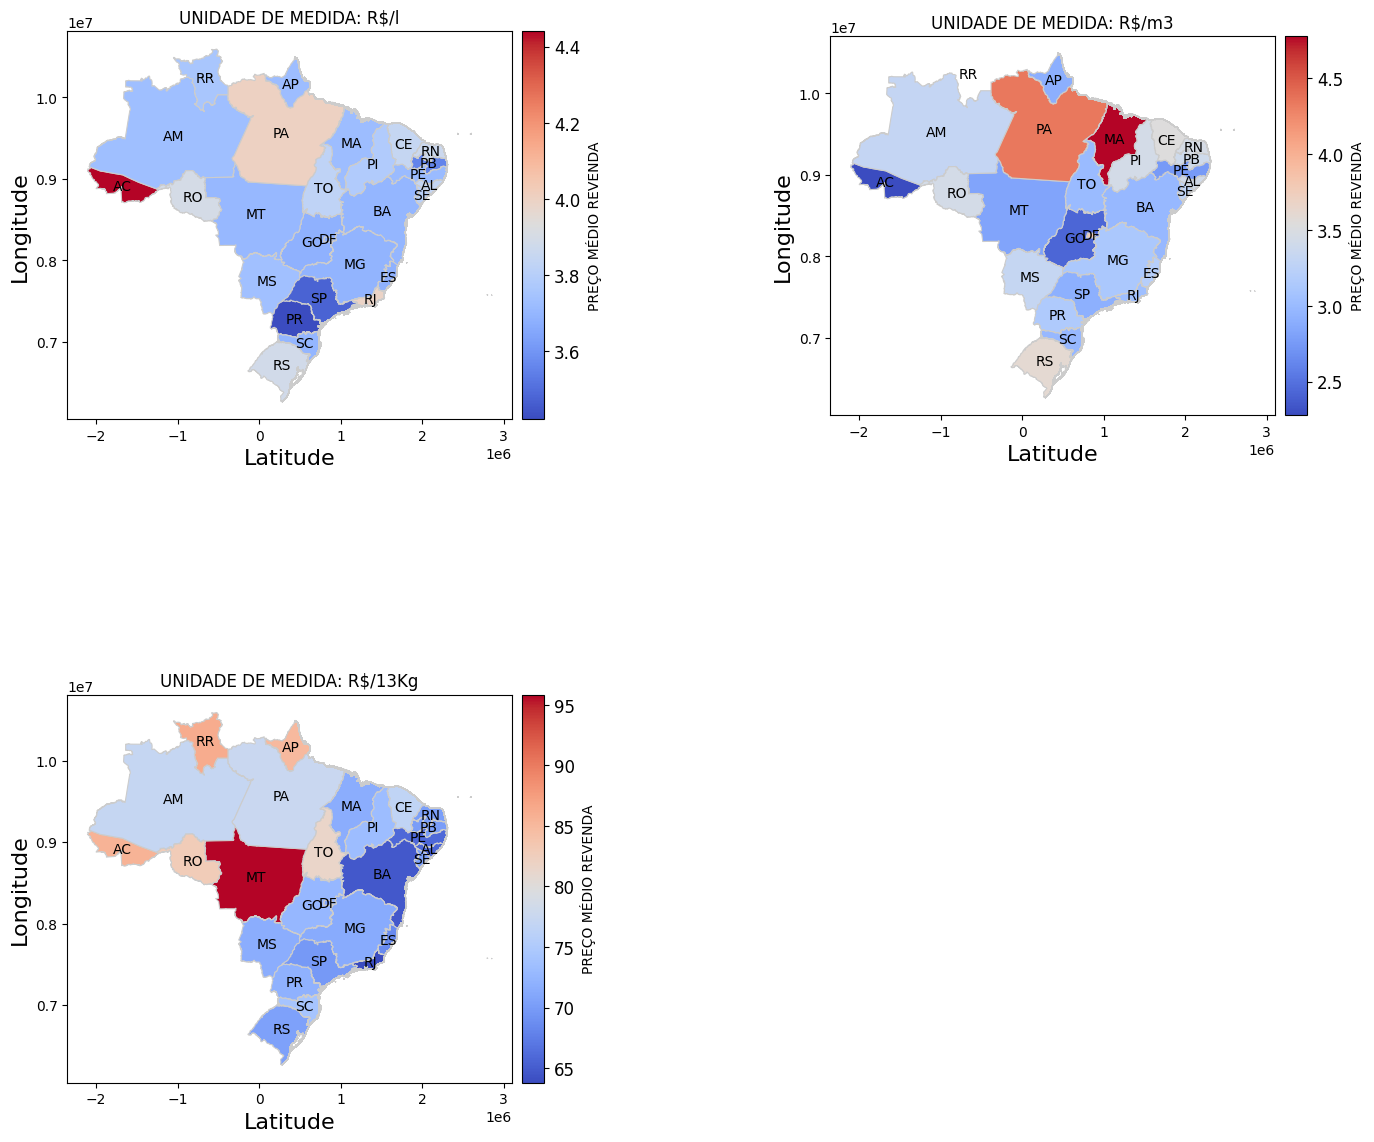 UNIDADE DE MEDIDA: R$/l
1e7
1.0
0.9
0.8
0.7
Longitude
RR
AP
AM
PA
MA
CE
RN
PI
PB
PE
AC
RO
TO
AL
SE
MT
BA
GO
DF
MG
ES
MS
SP
RJ
PR
SC
RS
−2
−1
0
1
2
3
1e6
Latitude
4.4
4.2
4.0
3.8
3.6
PREÇO MÉDIO REVENDA
UNIDADE DE MEDIDA: R$/m3
1e7
1.0
0.9
0.8
0.7
Longitude
RR
AP
AM
PA
MA
CE
RN
PI
PB
PE
AC
RO
TO
AL
SE
MT
BA
GO
DF
MG
ES
MS
SP
RJ
PR
SC
RS
−2
−1
0
1
2
3
1e6
Latitude
4.5
4.0
3.5
3.0
2.5
PREÇO MÉDIO REVENDA
UNIDADE DE MEDIDA: R$/13Kg
1e7
1.0
0.9
0.8
0.7
Longitude
RR
AP
AM
PA
MA
CE
RN
PI
PB
PE
AC
RO
TO
AL
SE
MT
BA
GO
DF
MG
ES
MS
SP
RJ
PR
SC
RS
−2
−1
0
1
2
3
1e6
Latitude
95
90
85
80
75
70
65
PREÇO MÉDIO REVENDA